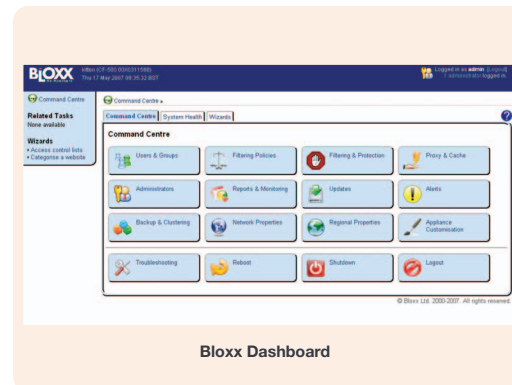 BLOXX
Thu 17 May 2007 09:35:32 BST
Logged in as admin [Logout]
1 administrator logged in.
Command Centre
Command Centre
Related Tasks
None available
Wizards
Access control lists
Categorise a website
Command Centre System Health Wizards
Command Centre
Users & Groups
Filtering Policies
Filtering & Protection
Proxy & Cache
Administrators
Reports & Monitoring
Updates
Alerts
Backup & Clustering
Network Properties
Regional Properties
Appliance Customisation
Troubleshooting
Reboot
Shutdown
Logout
© Bloxx Ltd. 2000-2007. All rights reserved.
Bloxx Dashboard